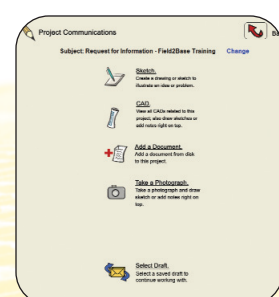 Project Communications
Ba
Subject: Request for Information - Field2Base Training Change
Sketch.
Create a drawing or sketch to
illustrate an idea or problem.
CAD.
View all CADs related to this
project; also draw sketches or
add notes right on top.
Add a Document.
Add a document from disk
to this project.
Take a Photograph.
Take a photograph and draw
sketch or add notes right on
top.
Select Draft.
Select a saved draft to
continue working with.